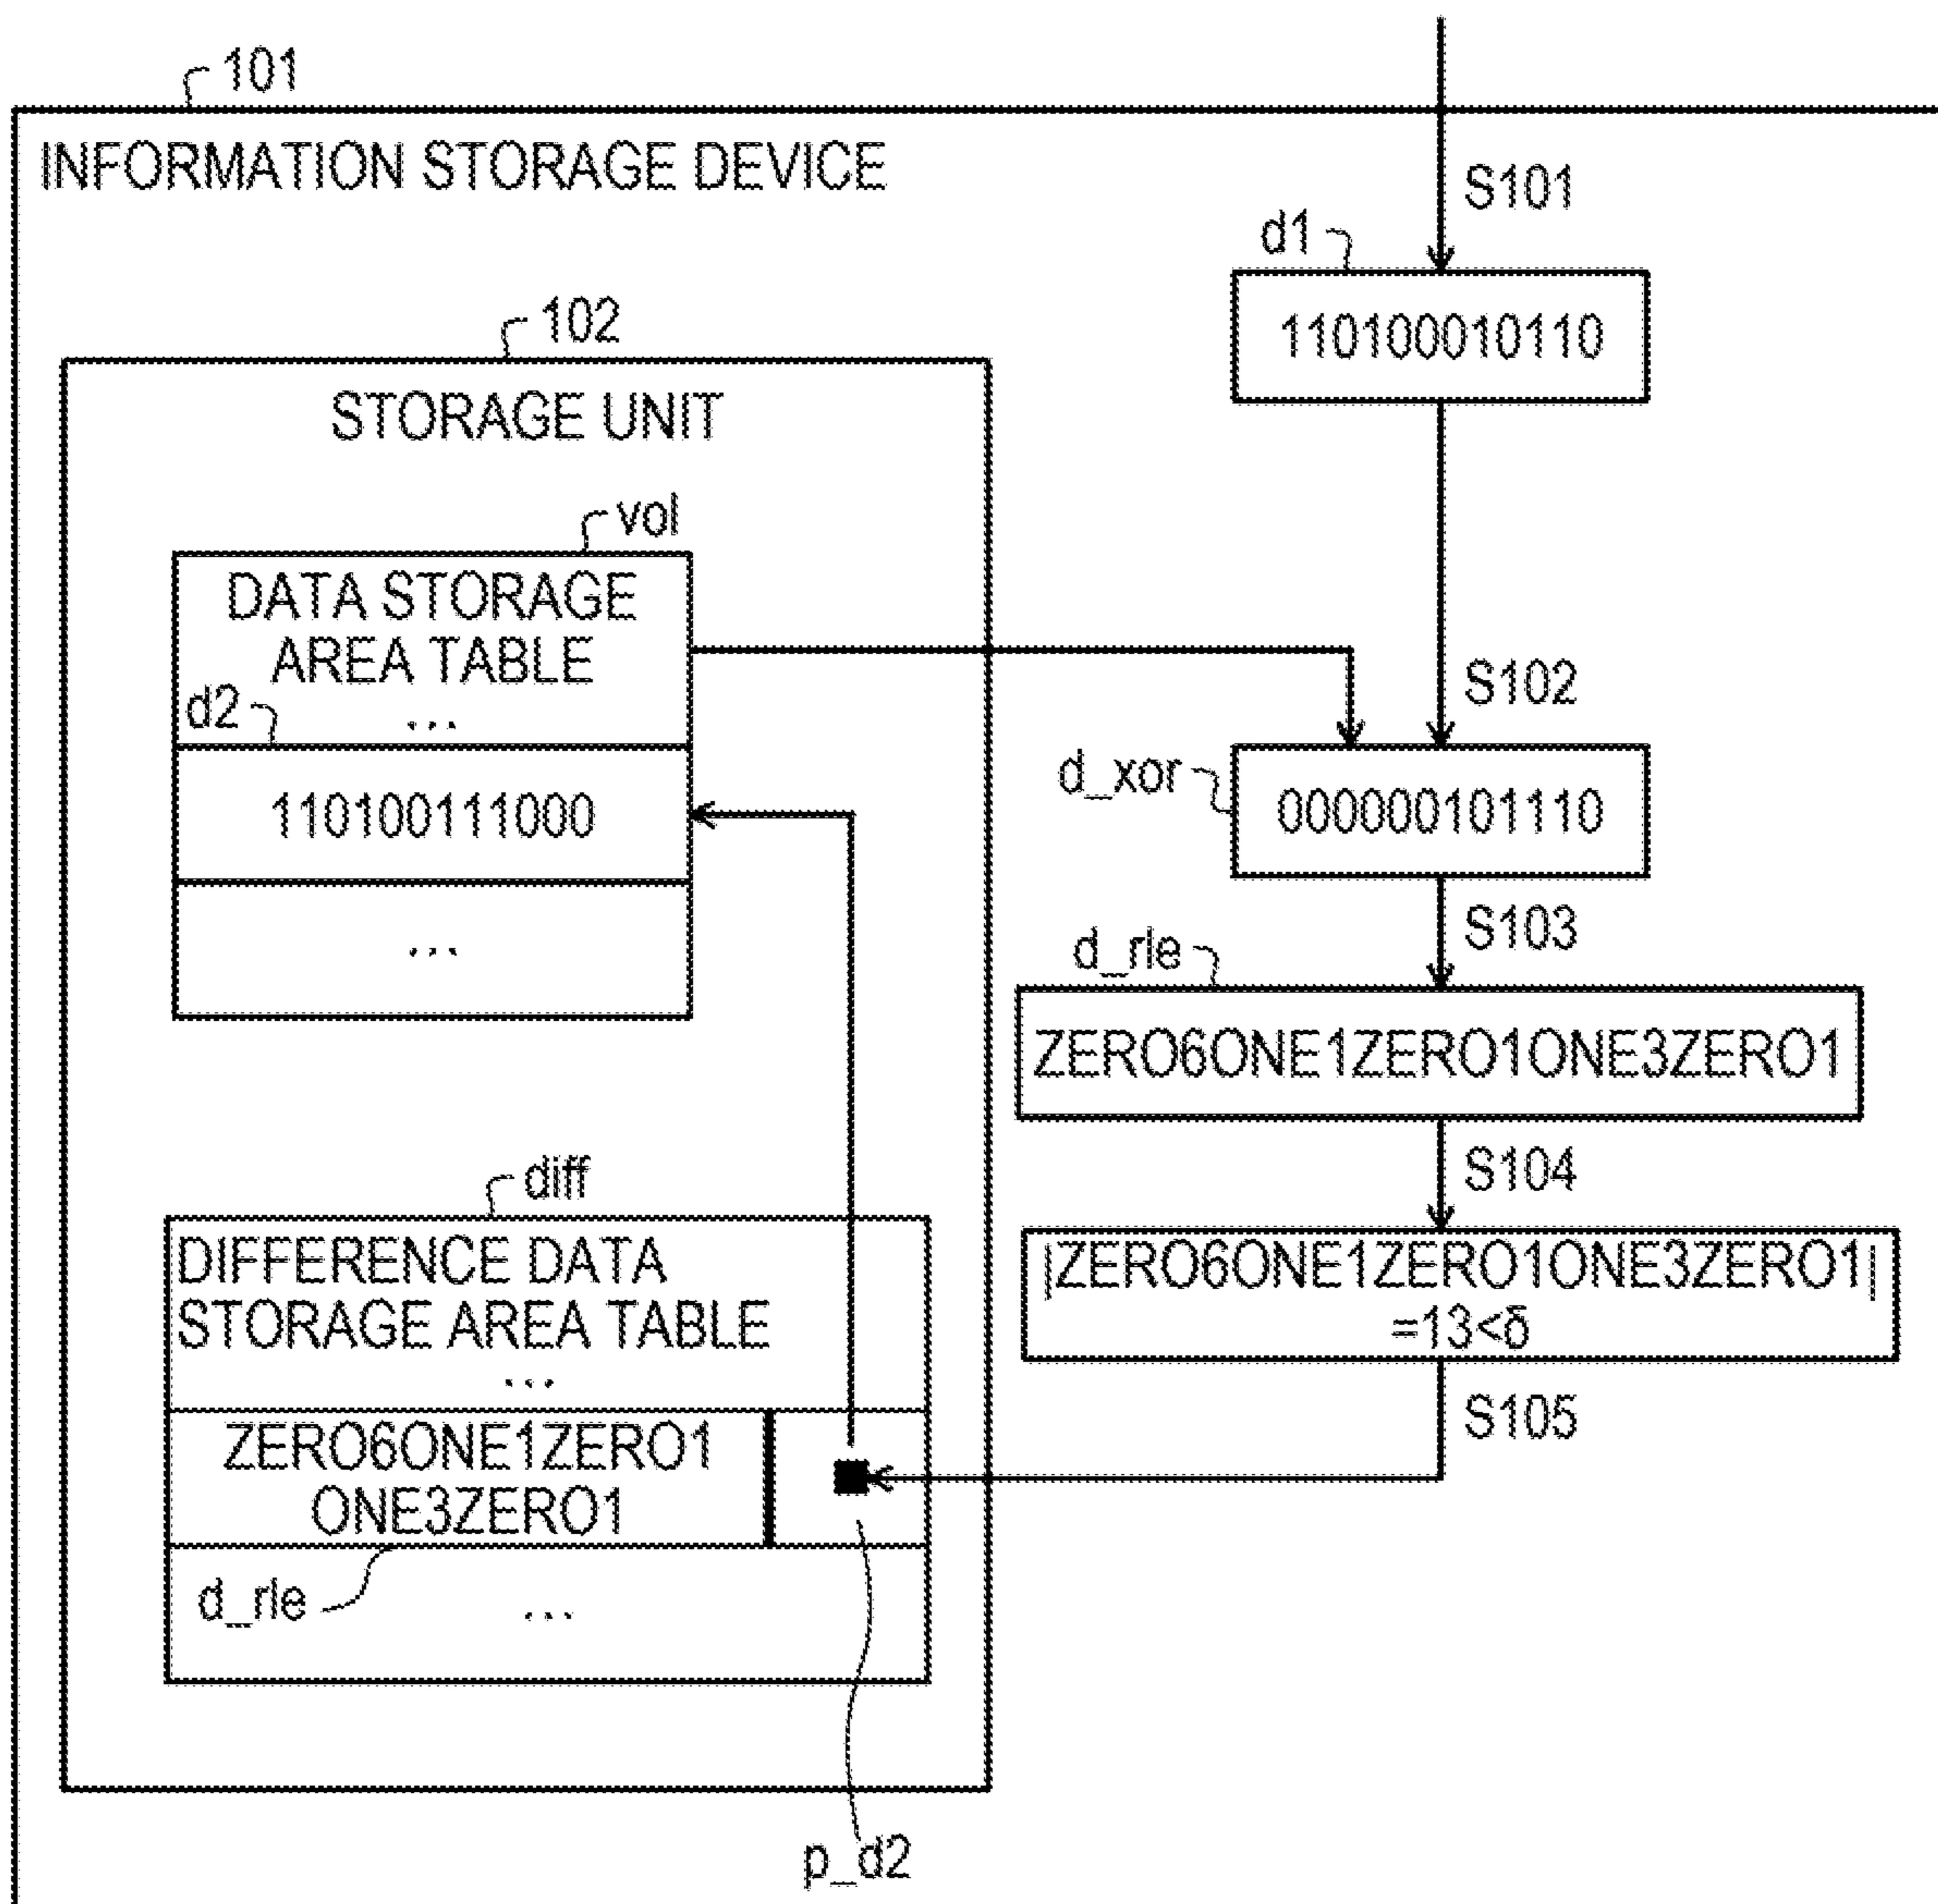 101
INFORMATION STORAGE DEVICE
S101
d1
110100010110
102
STORAGE UNIT
vol
DATA STORAGE
AREA TABLE
...
d2
110100111000
...
S102
d_xor
000000101110
S103
d_rle
ZERO6ONE1ZERO1ONE3ZERO1
S104
|ZERO6ONE1ZERO1ONE3ZERO1|
=13<δ
S105
diff
DIFFERENCE DATA
STORAGE AREA TABLE
...
ZERO6ONE1ZERO1
ONE3ZERO1
d_rle
...
p_d2